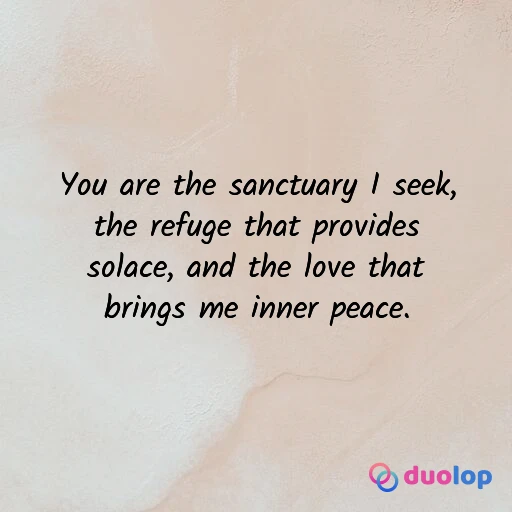 You are the sanctuary I seek,
the refuge that provides
solace, and the love that
brings me inner peace.
duolop